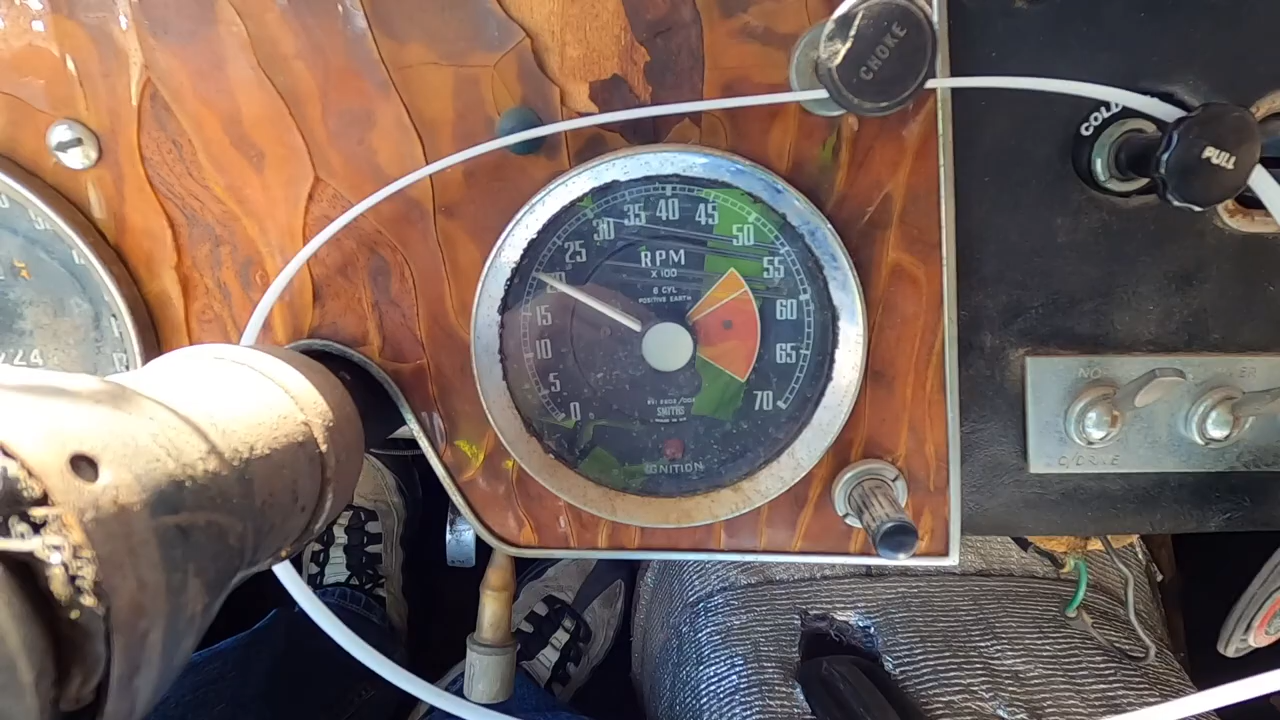 CHOKE
COLD
PULL
35 40 45
30 50
25 55
RPM
X 100
6 CYL
POSITIVE EARTH
60
15
10 65
5
0 70
SMITHS
IGNITION
C/DRIVE